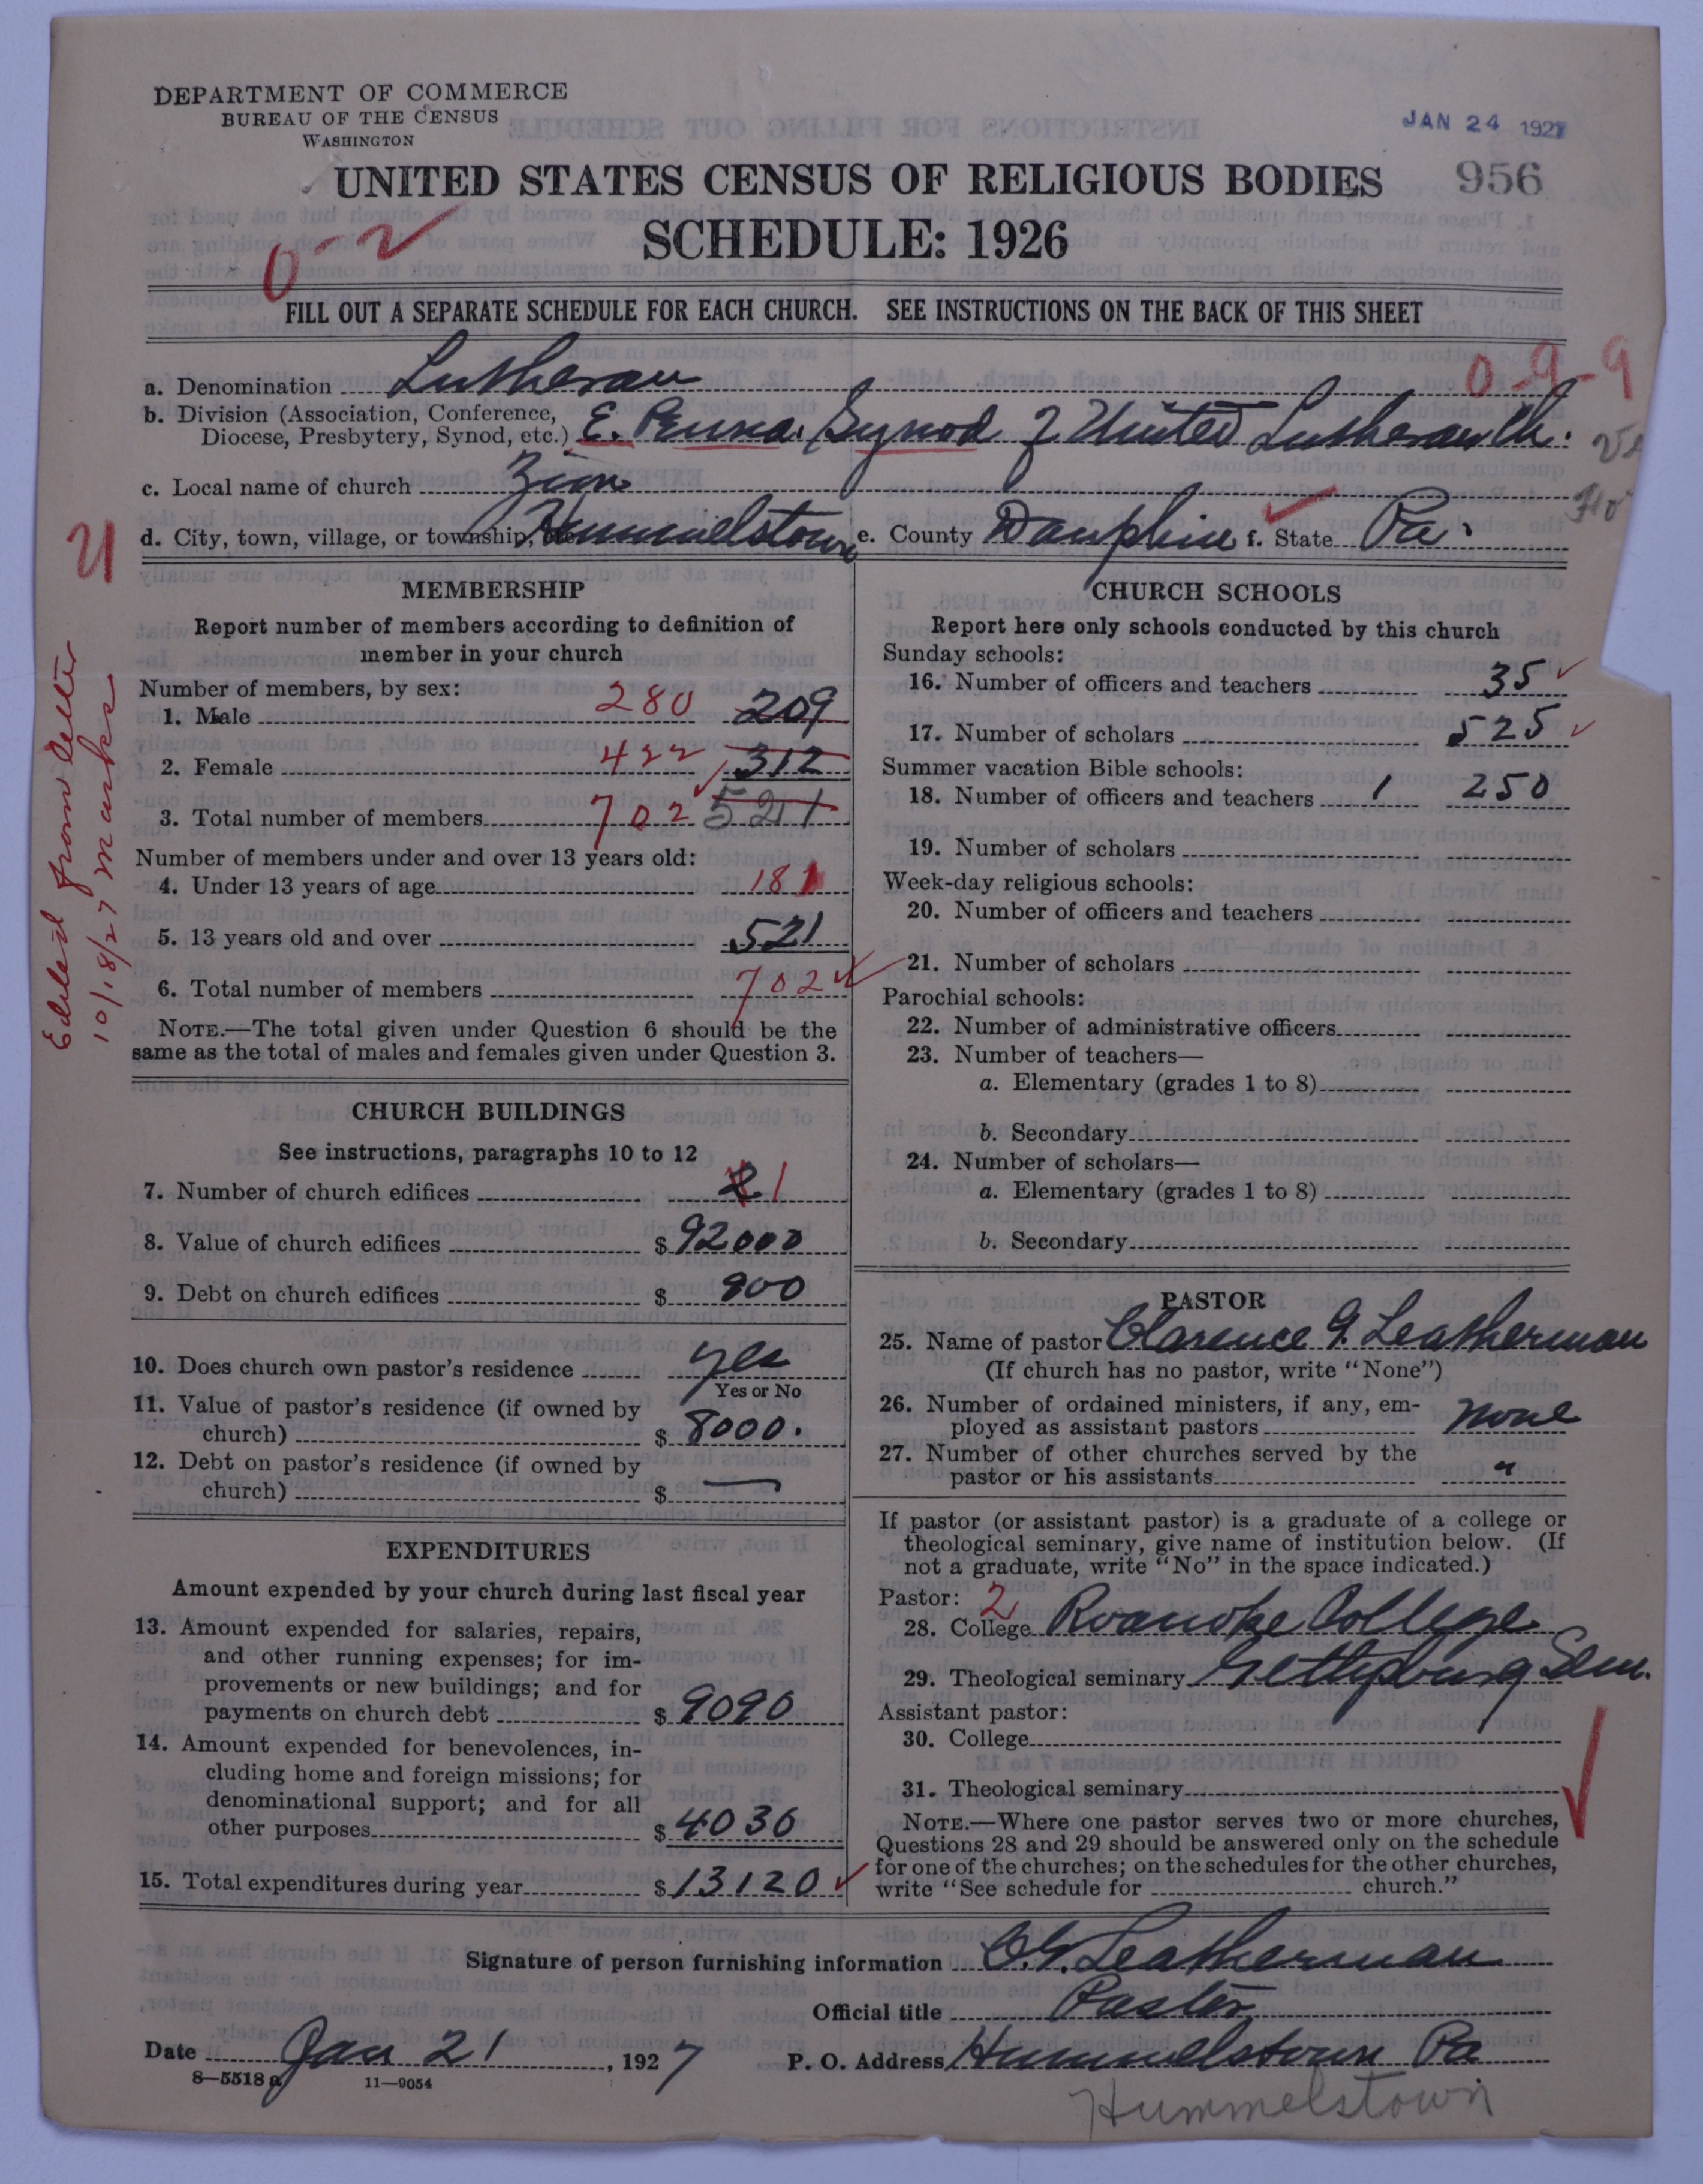 DEPARTMENT OF COMMERCE
BUREAU OF THE CENSUS
WASHINGTON
JAN 24 1927
UNITED STATES CENSUS OF RELIGIOUS BODIES
956
SCHEDULE: 1926
0-2
FILL OUT A SEPARATE SCHEDULE FOR EACH CHURCH. SEE INSTRUCTIONS ON THE BACK OF THIS SHEET
0-9-9
a. Denomination Lutheran
b. Division (Association, Conference,
Diocese, Presbytery, Synod, etc.) E. Penna. Synod of United Lutheran Ch.
c. Local name of church Zion
d. City, town, village, or township, etc. Hummelstown e. County Dauphin f. State Pa.
Edited from letter
10/18/27 Marks
MEMBERSHIP
Report number of members according to definition of
member in your church
Number of members, by sex:
1. Male 280 209
2. Female 422 312
3. Total number of members 702 521
Number of members under and over 13 years old:
4. Under 13 years of age 181
5. 13 years old and over 521
6. Total number of members 702
NOTE.—The total given under Question 6 should be the
same as the total of males and females given under Question 3.
CHURCH BUILDINGS
See instructions, paragraphs 10 to 12
7. Number of church edifices 2 1
8. Value of church edifices $ 92000
9. Debt on church edifices $ 900
10. Does church own pastor's residence yes
Yes or No
11. Value of pastor's residence (if owned by
church) $ 8000.
12. Debt on pastor's residence (if owned by
church) $ —
EXPENDITURES
Amount expended by your church during last fiscal year
13. Amount expended for salaries, repairs,
and other running expenses; for im-
provements or new buildings; and for
payments on church debt $ 9090
14. Amount expended for benevolences, in-
cluding home and foreign missions; for
denominational support; and for all
other purposes $ 4030
15. Total expenditures during year $ 13120
CHURCH SCHOOLS
Report here only schools conducted by this church
Sunday schools:
16. Number of officers and teachers 35
17. Number of scholars 525
Summer vacation Bible schools:
18. Number of officers and teachers 1 250
19. Number of scholars
Week-day religious schools:
20. Number of officers and teachers
21. Number of scholars
Parochial schools:
22. Number of administrative officers
23. Number of teachers—
a. Elementary (grades 1 to 8)
b. Secondary
24. Number of scholars—
a. Elementary (grades 1 to 8)
b. Secondary
PASTOR
25. Name of pastor Clarence G. Leatherman
(If church has no pastor, write "None")
26. Number of ordained ministers, if any, em-
ployed as assistant pastors none
27. Number of other churches served by the
pastor or his assistants "
If pastor (or assistant pastor) is a graduate of a college or
theological seminary, give name of institution below. (If
not a graduate, write "No" in the space indicated.)
Pastor: 2
28. College Roanoke College
29. Theological seminary Gettysburg Sem.
Assistant pastor:
30. College
31. Theological seminary
NOTE.—Where one pastor serves two or more churches,
Questions 28 and 29 should be answered only on the schedule
for one of the churches; on the schedules for the other churches,
write "See schedule for church."
Signature of person furnishing information C. G. Leatherman
Official title Pastor
Date Jan 21, 1927 P. O. Address Hummelstown Pa
8—5518 a 11—9054
Hummelstown